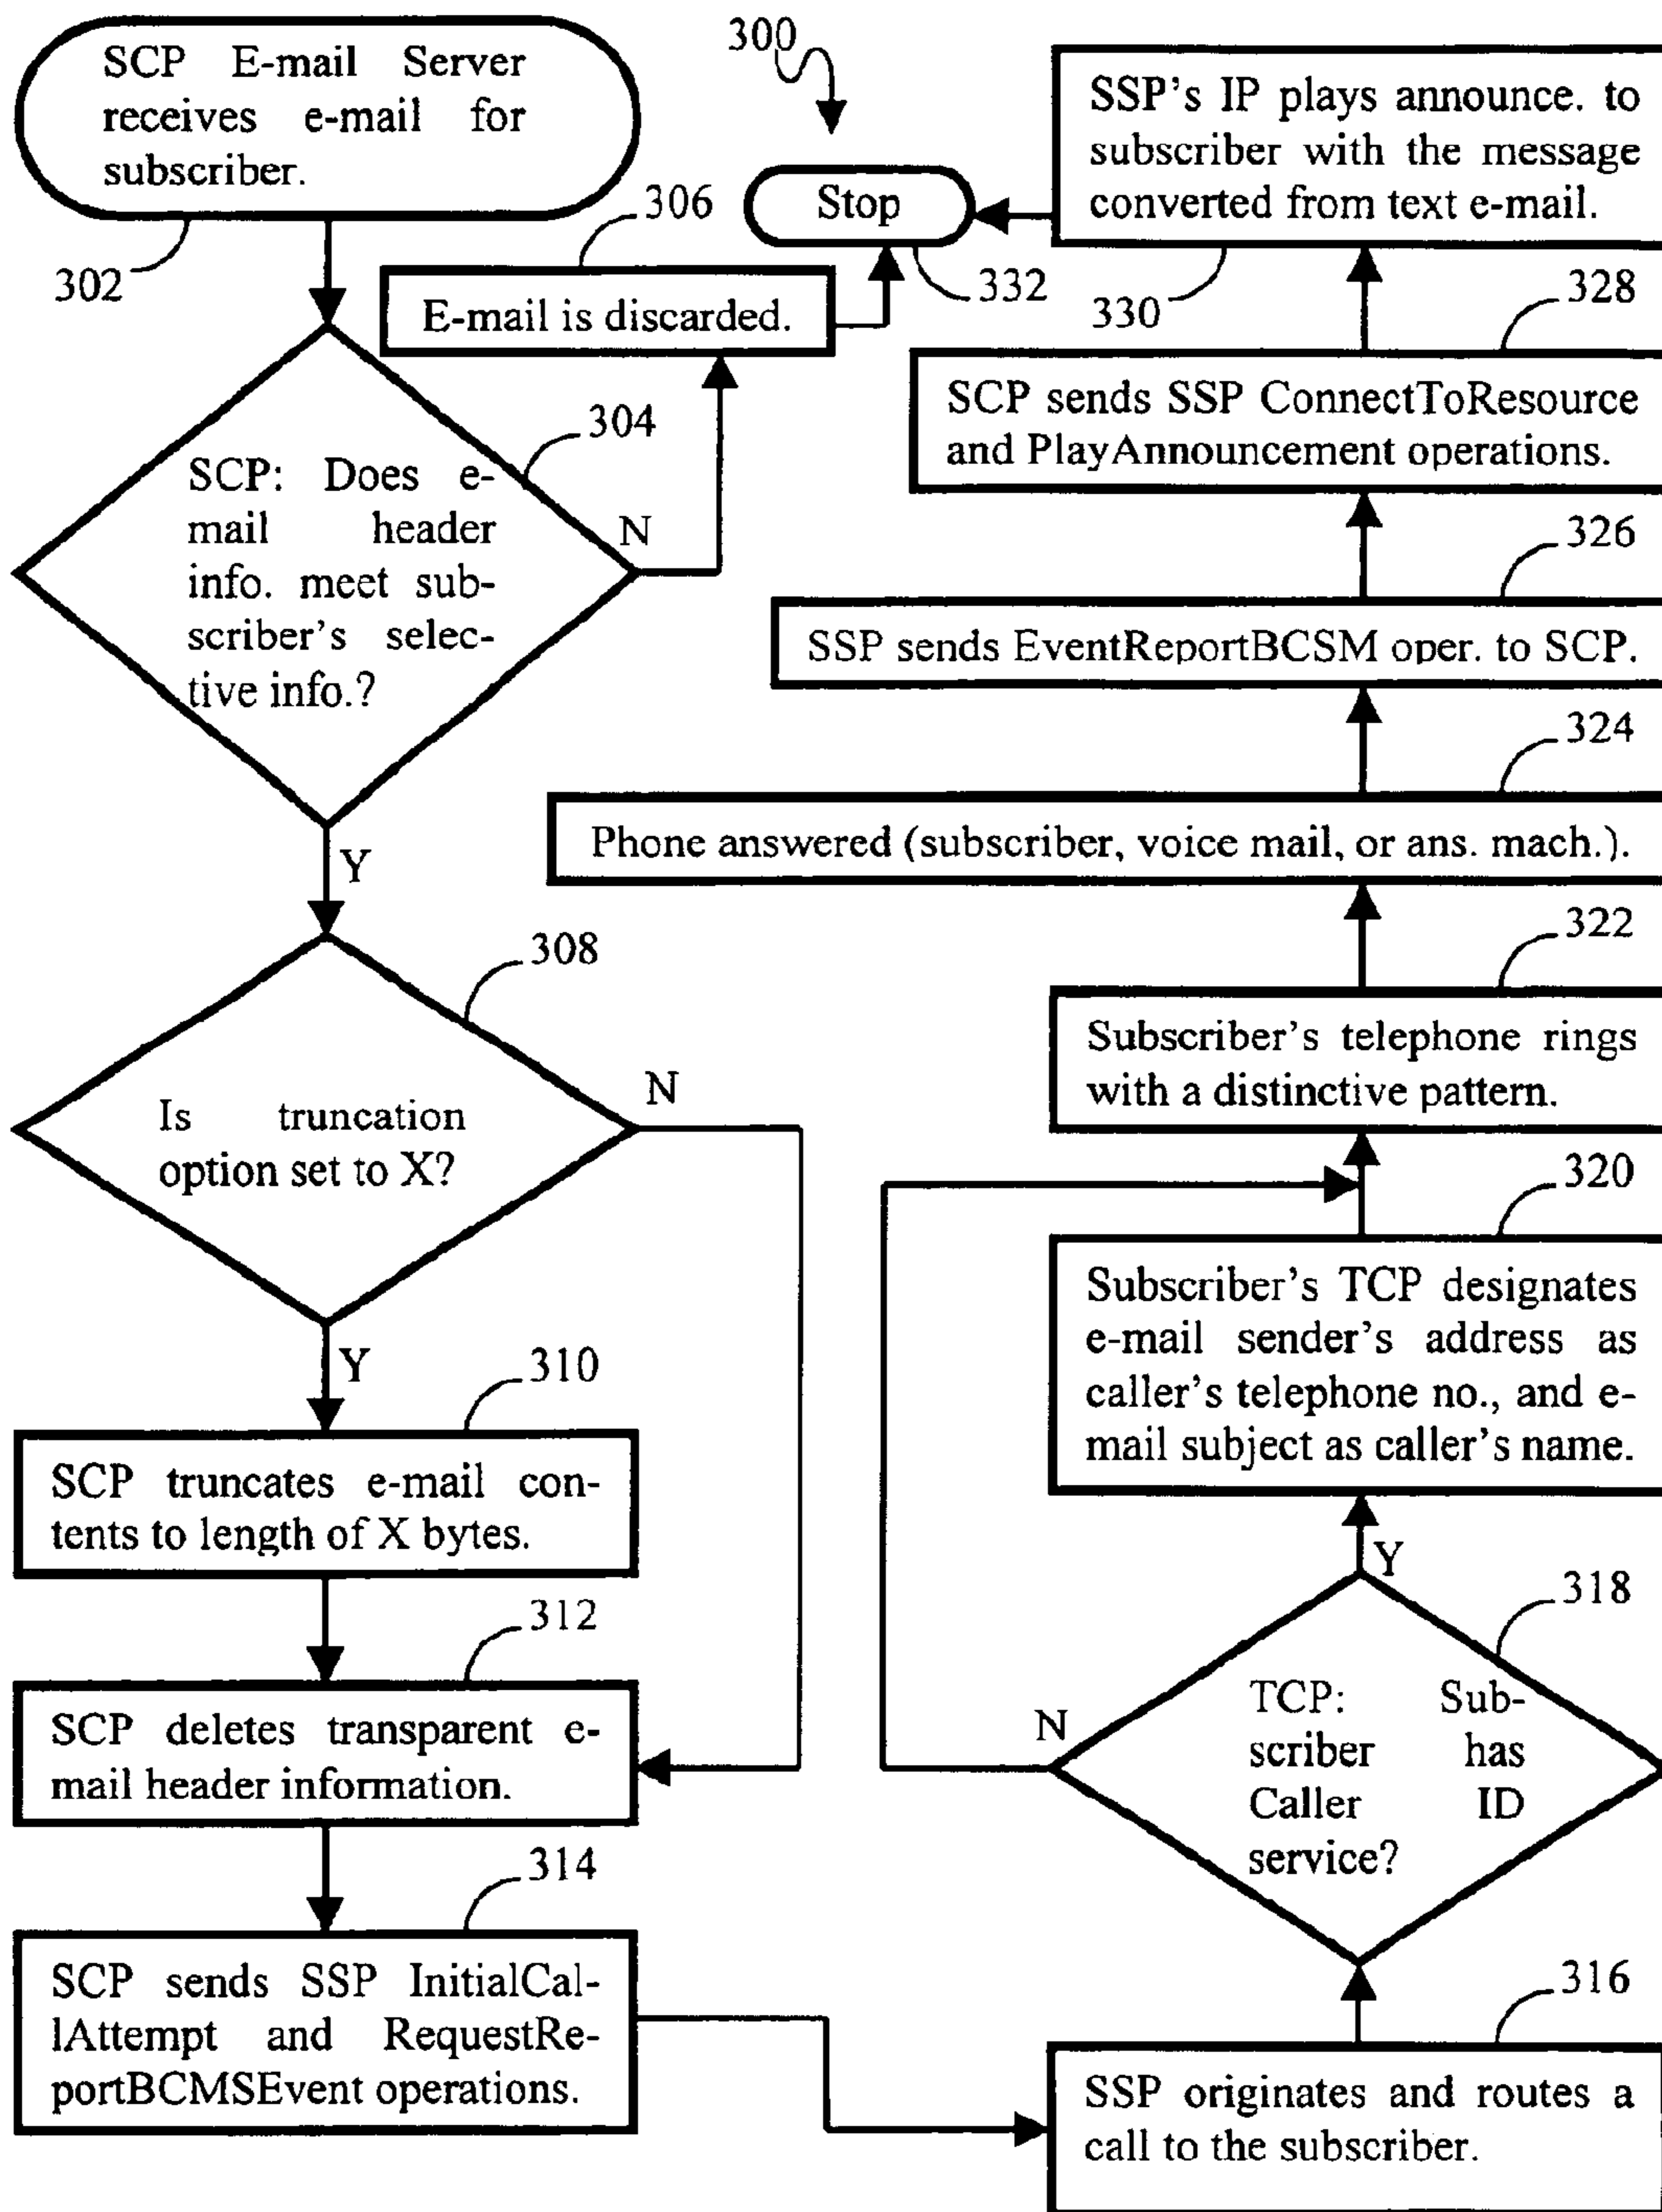 SCP E-mail Server
receives e-mail for
subscriber.
302
300
Stop
332
306
E-mail is discarded.
304
SCP: Does e-
mail header
info. meet sub-
scriber's selec-
tive info.?
N
Y
308
Is truncation
option set to X?
N
Y
310
SCP truncates e-mail con-
tents to length of X bytes.
312
SCP deletes transparent e-
mail header information.
314
SCP sends SSP InitialCal-
lAttempt and RequestRe-
portBCMSEvent operations.
316
SSP originates and routes a
call to the subscriber.
318
TCP: Sub-
scriber has
Caller ID
service?
N
Y
320
Subscriber's TCP designates
e-mail sender's address as
caller's telephone no., and e-
mail subject as caller's name.
322
Subscriber's telephone rings
with a distinctive pattern.
324
Phone answered (subscriber, voice mail, or ans. mach.).
326
SSP sends EventReportBCSM oper. to SCP.
328
SCP sends SSP ConnectToResource
and PlayAnnouncement operations.
330
SSP's IP plays announce. to
subscriber with the message
converted from text e-mail.